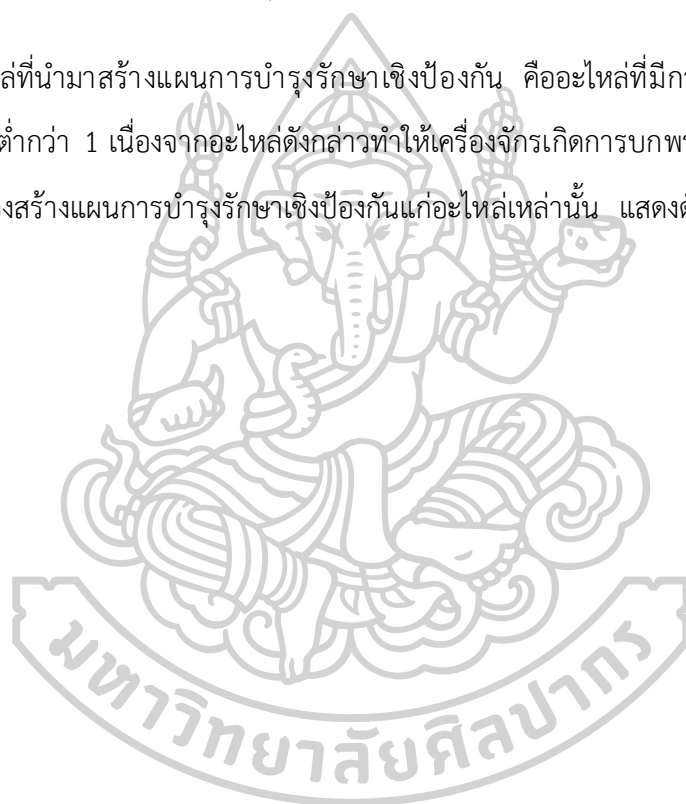 ล่ที่นำมาสร้างแผนการบำรุงรักษาเชิงป้องกัน คืออะไหล่ที่มีกา
ต่ำกว่า 1 เนื่องจากอะไหล่ดังกล่าวทำให้เครื่องจักรเกิดการบกพร
งสร้างแผนการบำรุงรักษาเชิงป้องกันแก่อะไหล่เหล่านั้น แสดงดั
มหาวิทยาลัยศิลปากร